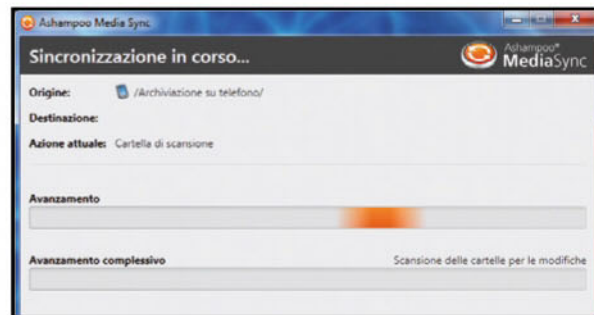 Ashampoo Media Sync
Sincronizzazione in corso...
Ashampoo®
MediaSync
Origine: /Archiviazione su telefono/
Destinazione:
Azione attuale: Cartella di scansione
Avanzamento
Avanzamento complessivo Scansione delle cartelle per le modifiche